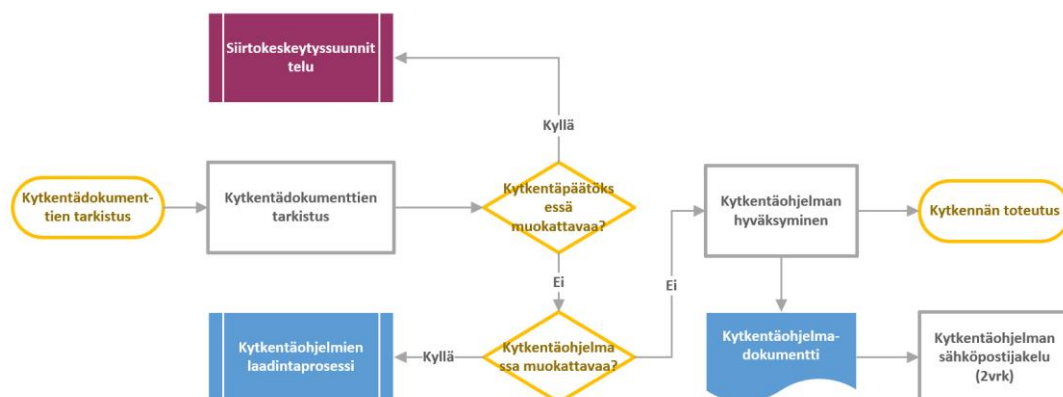 Siirtokeskeytyssuunnit
telu
Kyllä
Kytkentädokument-
ttien tarkistus
Kytkentädokumenttien
tarkistus
Kytkentäpäätöks
essä
muokattavaa?
Kytkentäohjelman
hyväksyminen
Kytkennän toteutus
Ei
Ei
Kytkentäohjelmien
laadintaprosessi
Kyllä
Kytkentäohjelma
ssa muokattavaa?
Kytkentäohjelma-
dokumentti
Kytkentäohjelman
sähköpostijakelu
(2vrk)